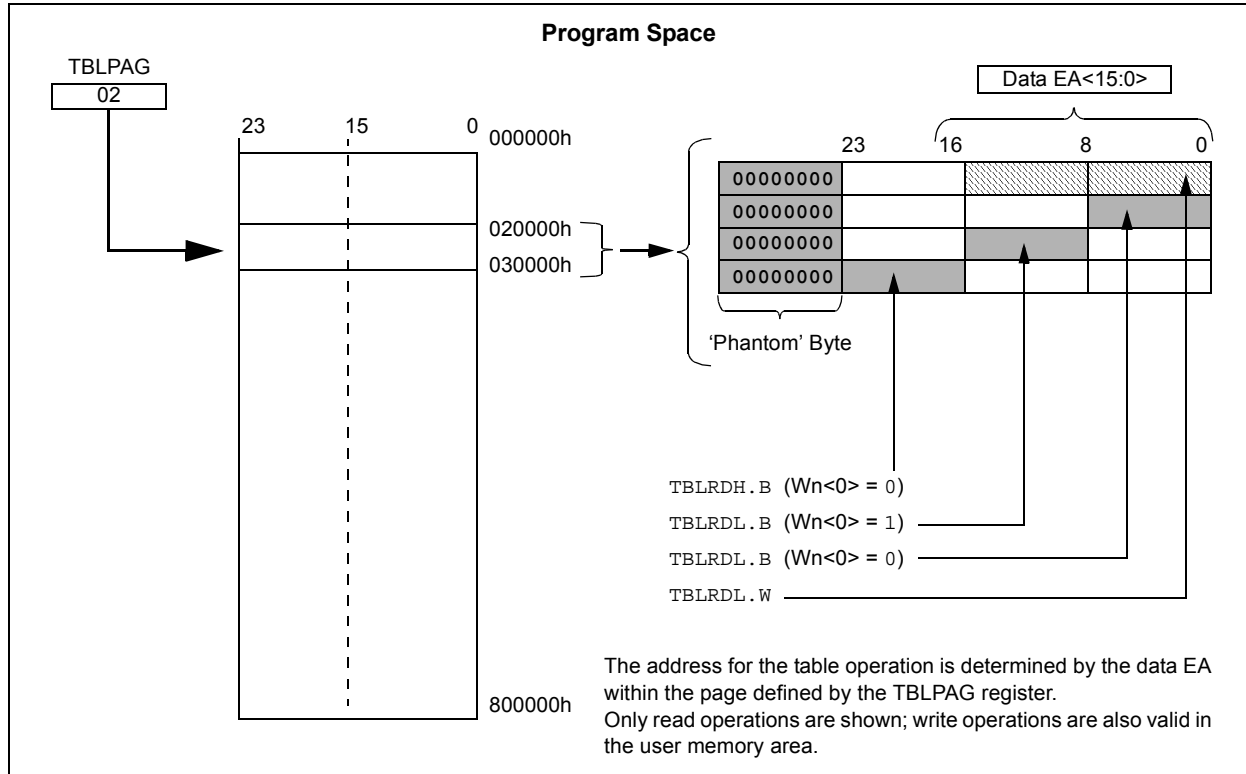 Program Space
TBLPAG
02
Data EA<15:0>
23 15 0
000000h
23 16 8 0
00000000
00000000
00000000
00000000
020000h
030000h
‘Phantom’ Byte
TBLRDH.B (Wn<0> = 0)
TBLRDL.B (Wn<0> = 1)
TBLRDL.B (Wn<0> = 0)
TBLRDL.W
800000h
The address for the table operation is determined by the data EA
within the page defined by the TBLPAG register.
Only read operations are shown; write operations are also valid in
the user memory area.